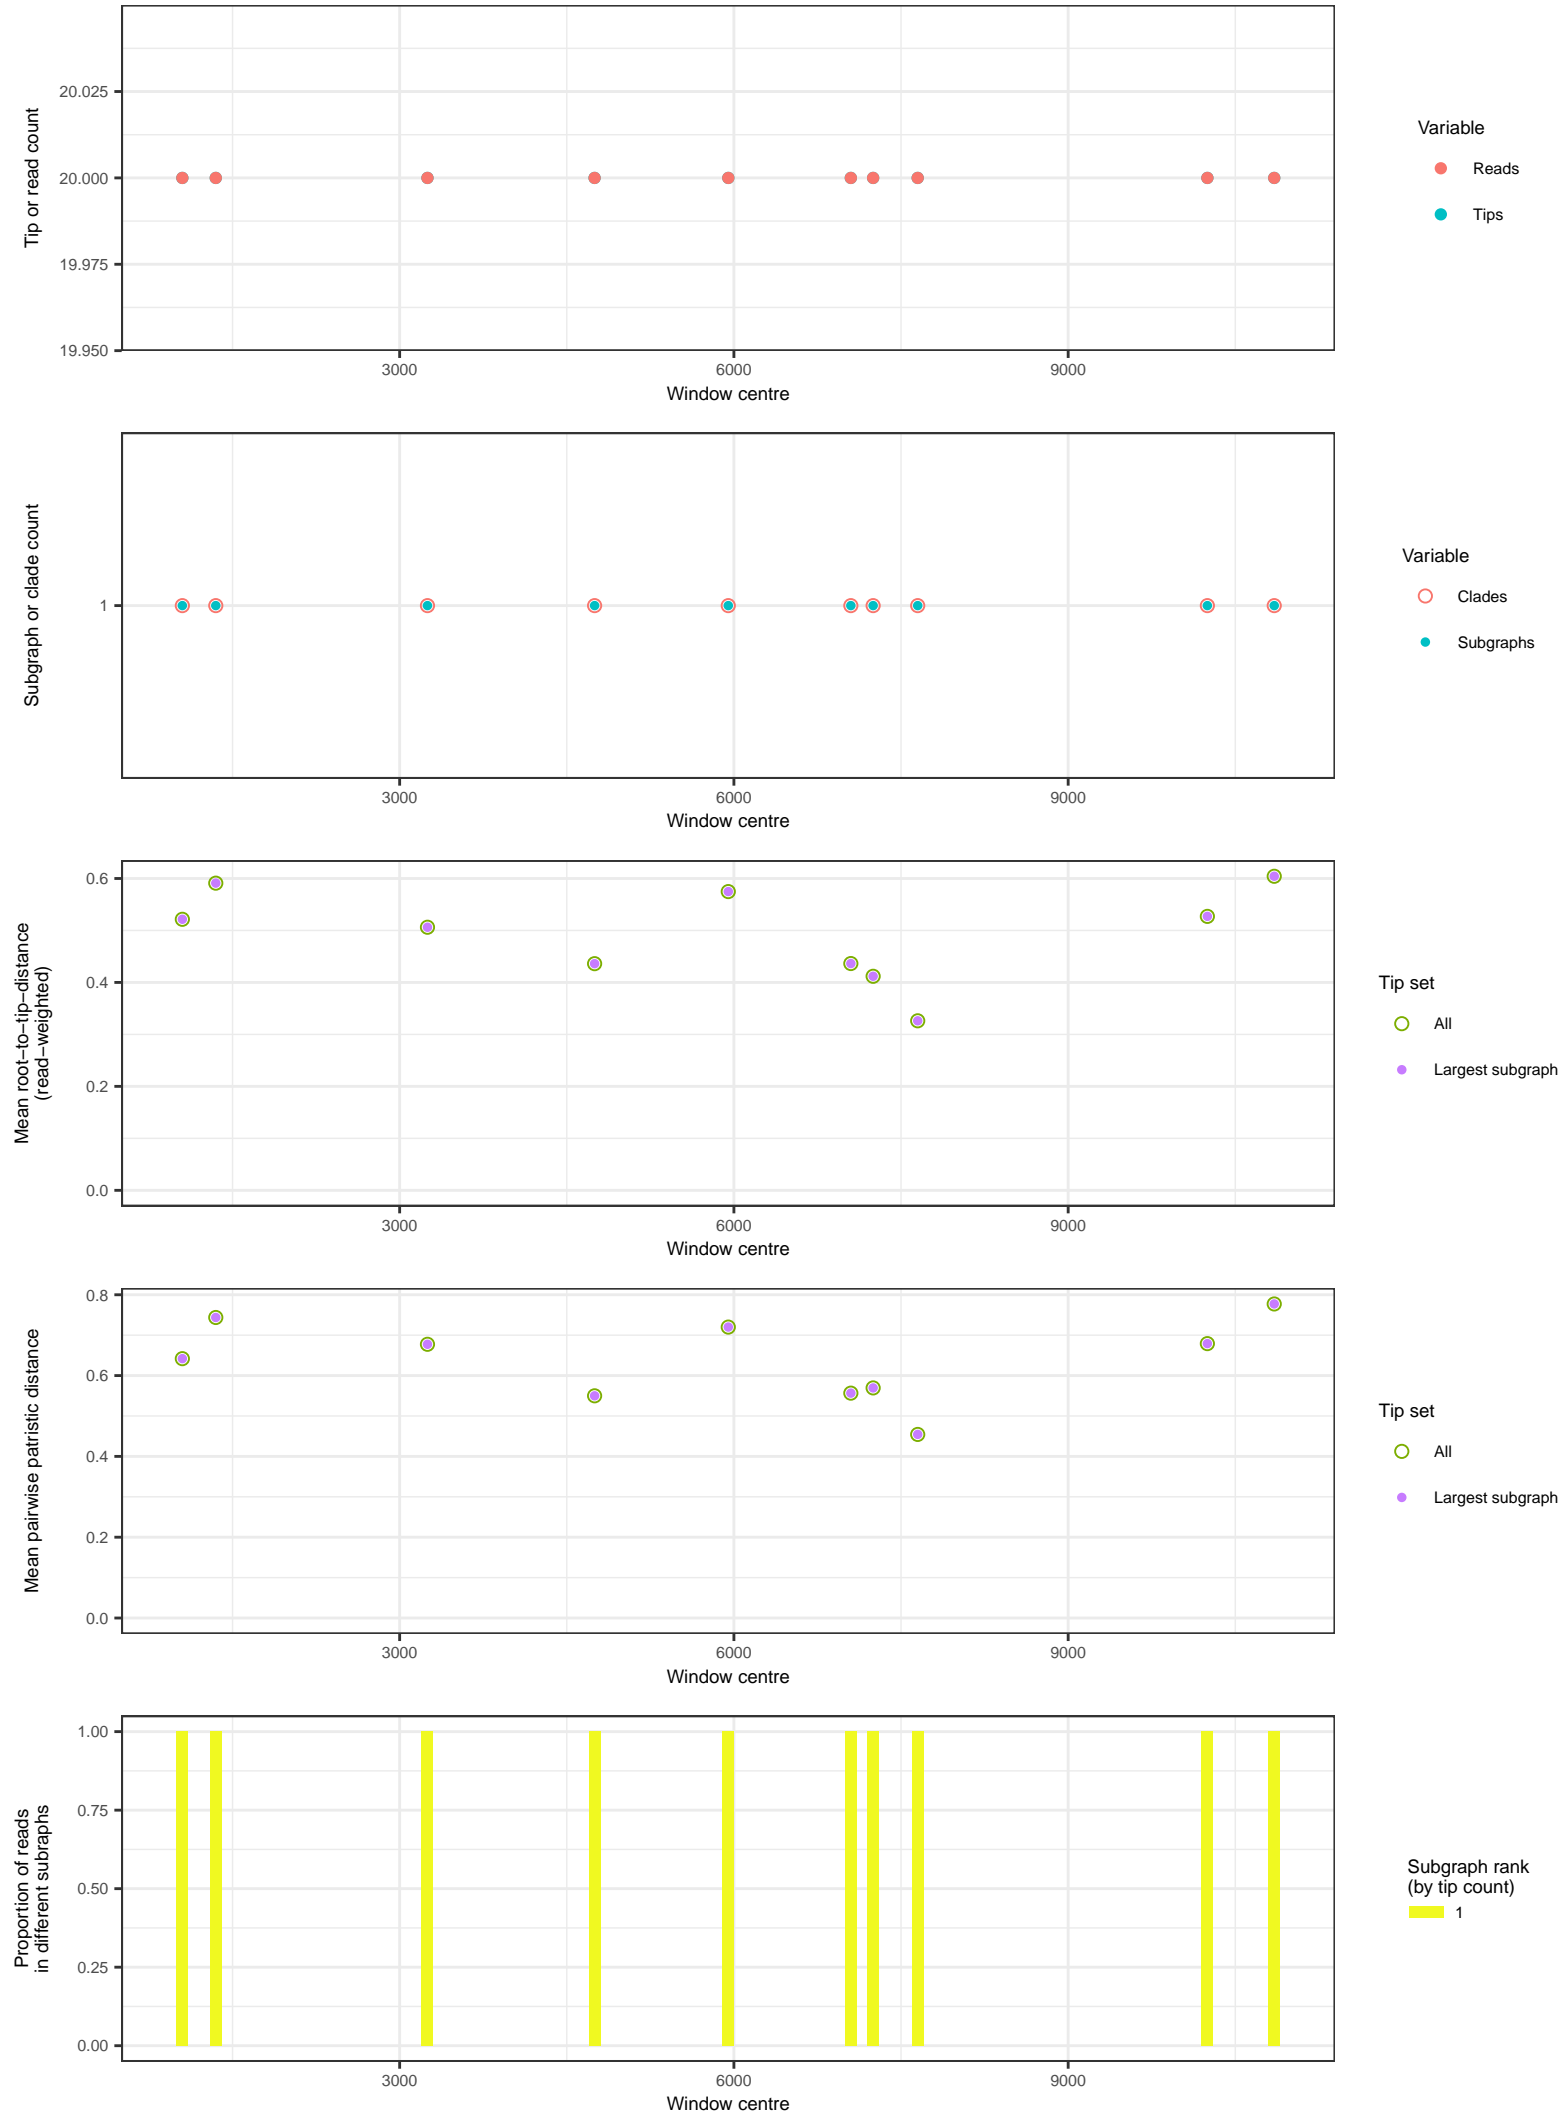 Tip or read count
20.025
20.000
19.975
19.950
3000
6000
9000
Window centre
Variable
Reads
Tips
Subgraph or clade count
1
3000
6000
9000
Window centre
Variable
Clades
Subgraphs
Mean root−to−tip−distance
(read−weighted)
0.6
0.4
0.2
0.0
3000
6000
9000
Window centre
Tip set
All
Largest subgraph
Mean pairwise patristic distance
0.8
0.6
0.4
0.2
0.0
3000
6000
9000
Window centre
Tip set
All
Largest subgraph
Proportion of reads
in different subraphs
1.00
0.75
0.50
0.25
0.00
3000
6000
9000
Window centre
Subgraph rank
(by tip count)
1